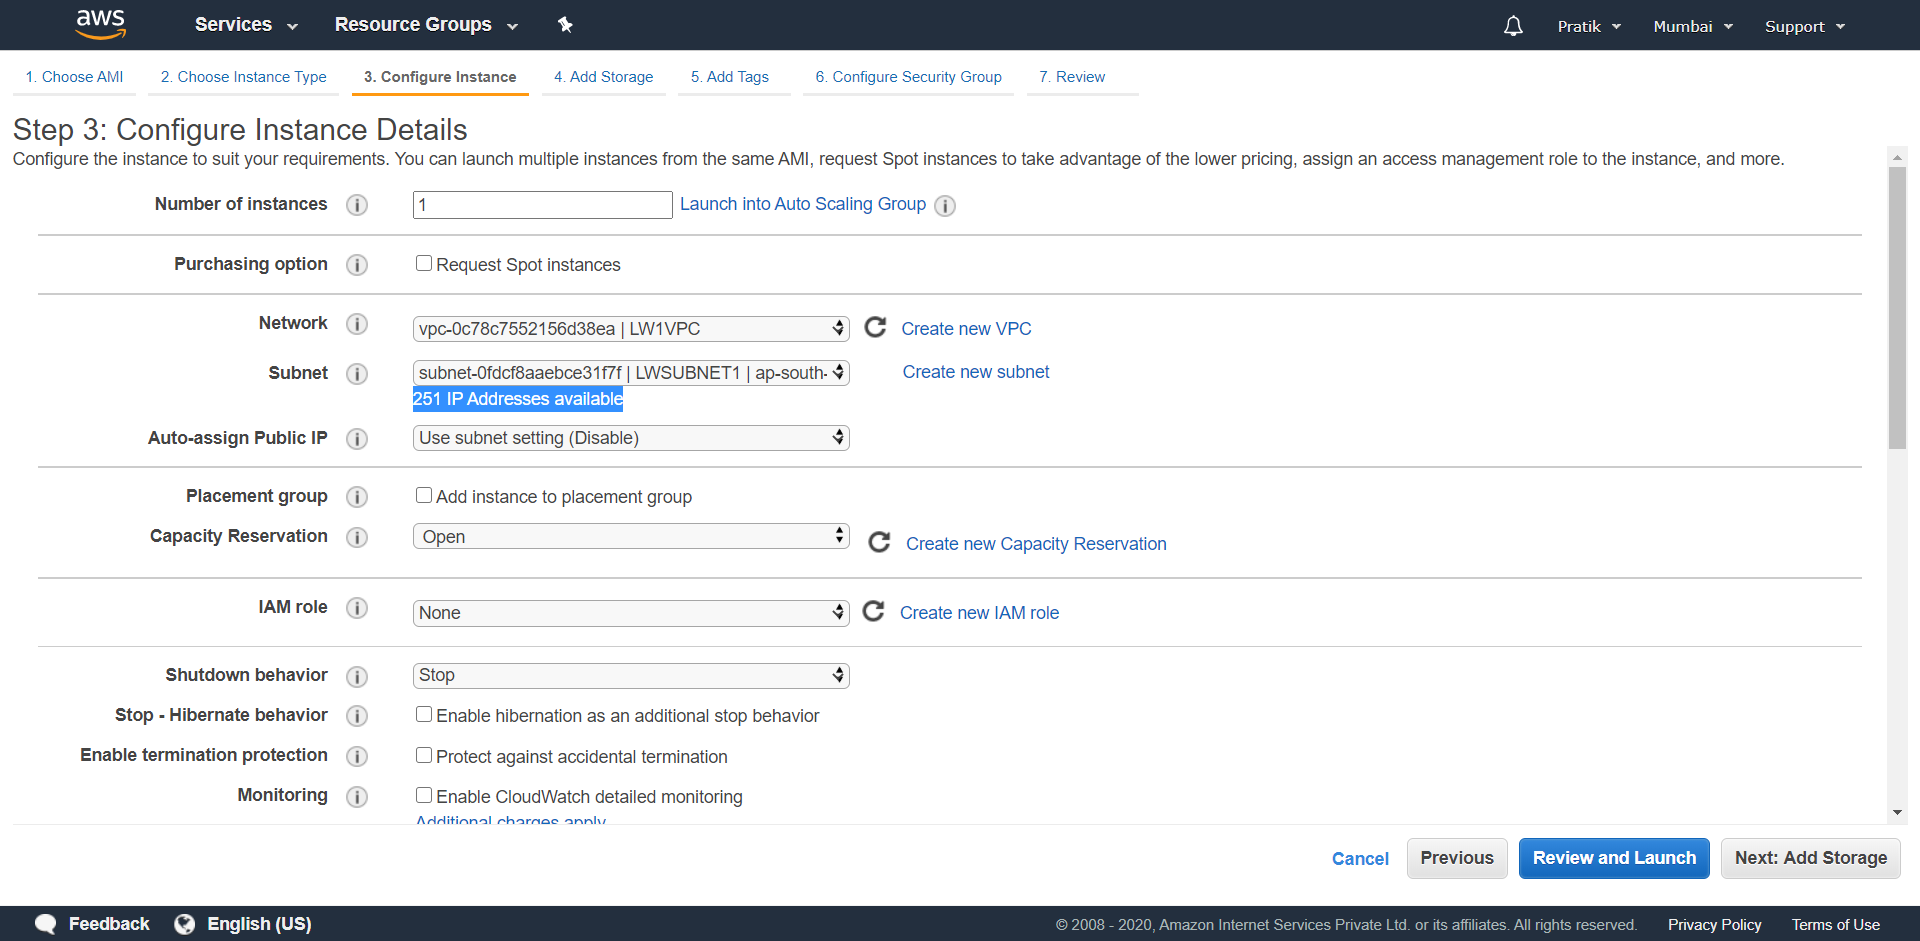 aws Services Resource Groups Pratik Mumbai Support
1. Choose AMI 2. Choose Instance Type 3. Configure Instance 4. Add Storage 5. Add Tags 6. Configure Security Group 7. Review
Step 3: Configure Instance Details
Configure the instance to suit your requirements. You can launch multiple instances from the same AMI, request Spot instances to take advantage of the lower pricing, assign an access management role to the instance, and more.
Number of instances i 1 Launch into Auto Scaling Group i
Purchasing option i Request Spot instances
Network i vpc-0c78c7552156d38ea | LW1VPC Create new VPC
Subnet i subnet-0fdcf8aaebce31f7f | LWSUBNET1 | ap-south- Create new subnet
251 IP Addresses available
Auto-assign Public IP i Use subnet setting (Disable)
Placement group i Add instance to placement group
Capacity Reservation i Open Create new Capacity Reservation
IAM role i None Create new IAM role
Shutdown behavior i Stop
Stop - Hibernate behavior i Enable hibernation as an additional stop behavior
Enable termination protection i Protect against accidental termination
Monitoring i Enable CloudWatch detailed monitoring
Additional charges apply
Cancel Previous Review and Launch Next: Add Storage
Feedback English (US) © 2008 - 2020, Amazon Internet Services Private Ltd. or its affiliates. All rights reserved. Privacy Policy Terms of Use